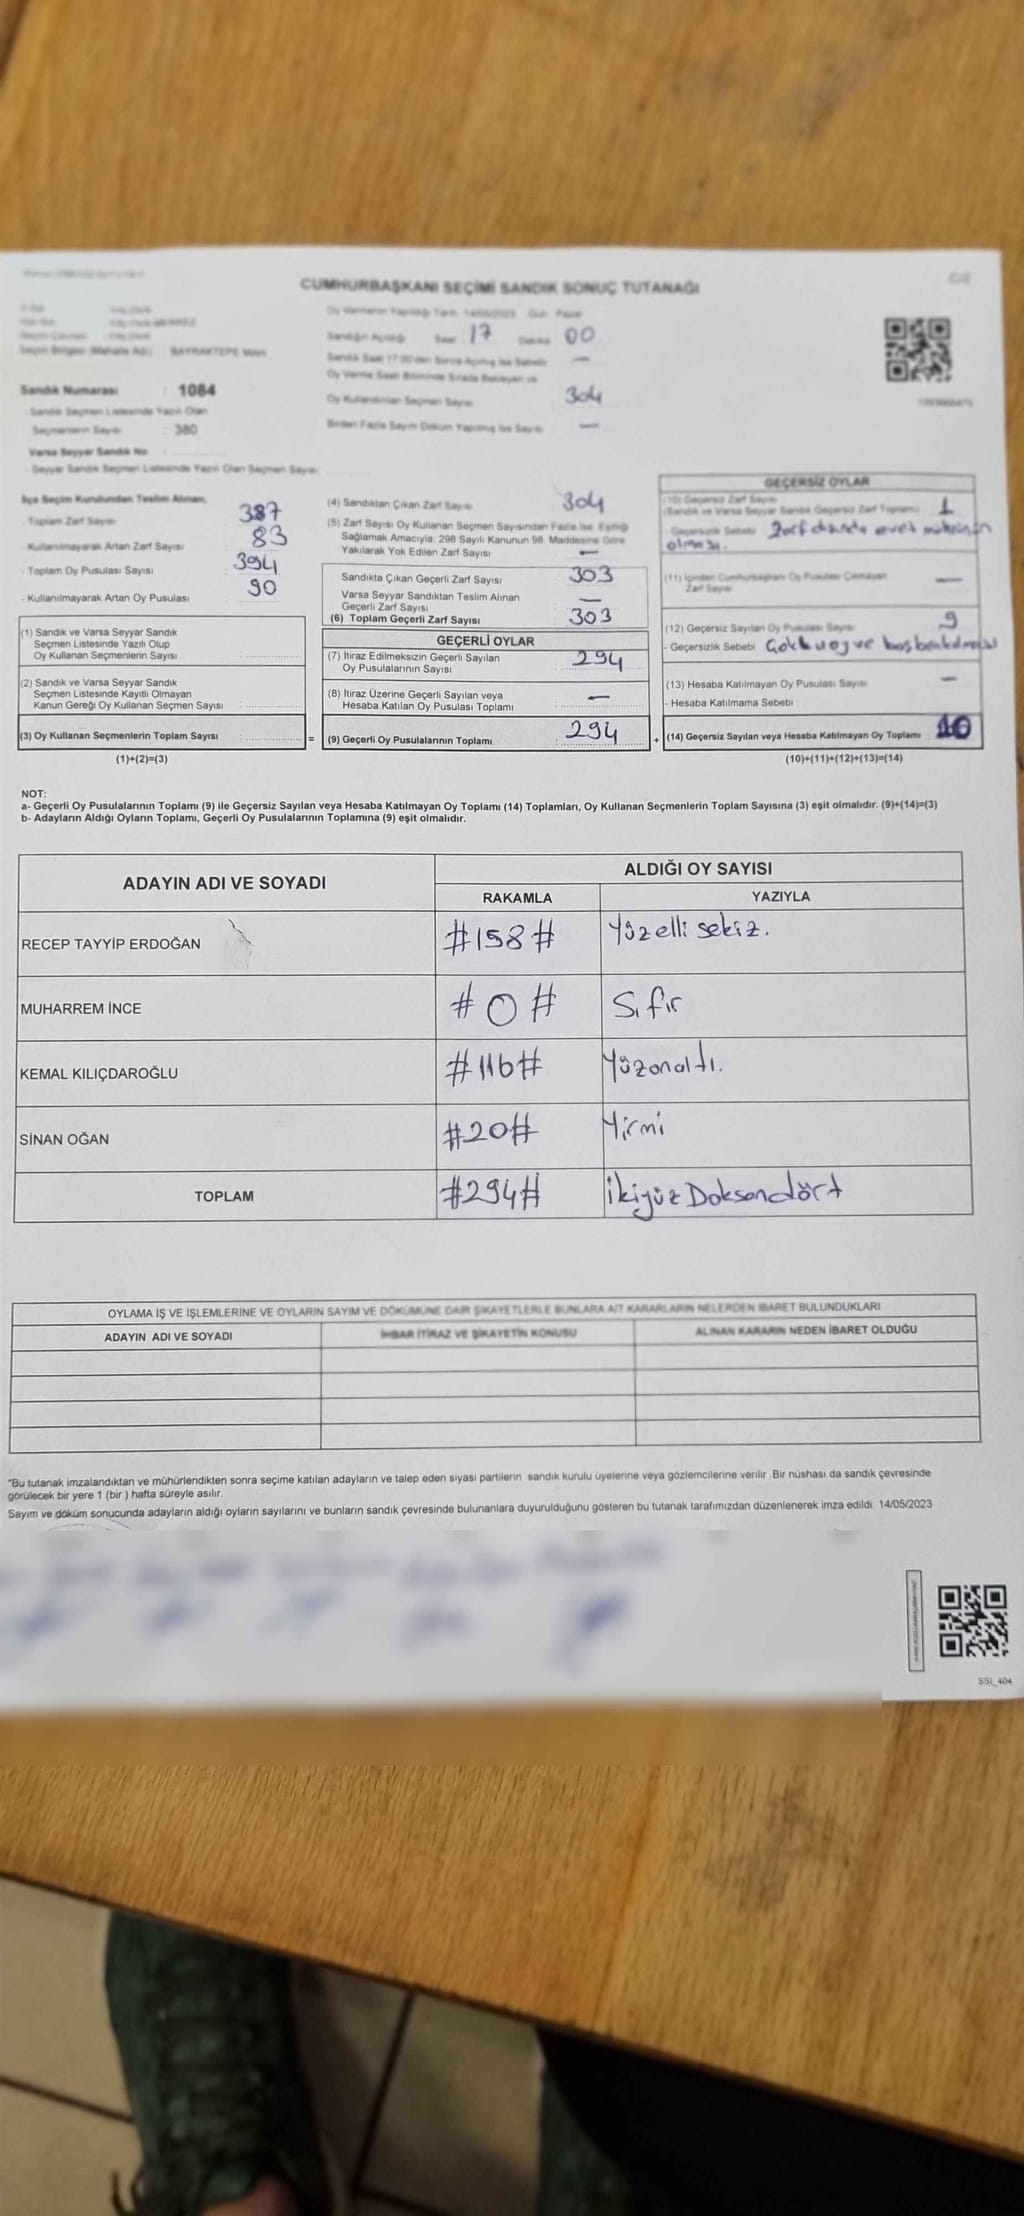 CUMHURBAŞKANI SEÇİMİ SANDIK SONUÇ TUTANAĞI
Oy Vermenin Yapıldığı Tarih 14/05/2023 Gün Pazar
Sandığın Açıldığı Saat 17 Dakika 00
Sandık Saat 17:00'den Sonra Açılmış İse Sebebi —
Oy Verme Saati Bitiminde Sırada Bekleyen ve
Oy Kullandırılan Seçmen Sayısı 304
Birden Fazla Sayım Döküm Yapılmış İse Sayısı —
Seçim Bölgesi (Mahalle Adı) : BAYRAKTEPE MAH.
Sandık Numarası : 1084
- Sandık Seçmen Listesinde Yazılı Olan
Seçmenlerin Sayısı : 380
Varsa Seyyar Sandık No :
- Seyyar Sandık Seçmen Listesinde Yazılı Olan Seçmen Sayısı
İlçe Seçim Kurulundan Teslim Alınan;
- Toplam Zarf Sayısı 387
- Kullanılmayarak Artan Zarf Sayısı 83
- Toplam Oy Pusulası Sayısı 394
- Kullanılmayarak Artan Oy Pusulası 90
(1) Sandık ve Varsa Seyyar Sandık
Seçmen Listesinde Yazılı Olup
Oy Kullanan Seçmenlerin Sayısı
(2) Sandık ve Varsa Seyyar Sandık
Seçmen Listesinde Kayıtlı Olmayan
Kanun Gereği Oy Kullanan Seçmen Sayısı
(3) Oy Kullanan Seçmenlerin Toplam Sayısı =
(1)+(2)=(3)
(4) Sandıktan Çıkan Zarf Sayısı 304
(5) Zarf Sayısı Oy Kullanan Seçmen Sayısından Fazla İse, Eşitliği
Sağlamak Amacıyla; 298 Sayılı Kanunun 98. Maddesine Göre
Yakılarak Yok Edilen Zarf Sayısı —
Sandıkta Çıkan Geçerli Zarf Sayısı 303
Varsa Seyyar Sandıktan Teslim Alınan
Geçerli Zarf Sayısı —
(6) Toplam Geçerli Zarf Sayısı 303
GEÇERLİ OYLAR
(7) İtiraz Edilmeksizin Geçerli Sayılan
Oy Pusulalarının Sayısı 294
(8) İtiraz Üzerine Geçerli Sayılan veya
Hesaba Katılan Oy Pusulası Toplamı —
(9) Geçerli Oy Pusulalarının Toplamı 294 +
GEÇERSİZ OYLAR
(10) Geçersiz Zarf Sayısı
(Sandık ve Varsa Seyyar Sandık Geçersiz Zarf Toplamı) 1
- Geçersizlik Sebebi Zarf evet mührünün
olması.
(11) İçinden Cumhurbaşkanı Oy Pusulası Çıkmayan
Zarf Sayısı —
(12) Geçersiz Sayılan Oy Pusulası Sayısı 9
- Geçersizlik Sebebi ve
(13) Hesaba Katılmayan Oy Pusulası Sayısı —
- Hesaba Katılmama Sebebi :
(14) Geçersiz Sayılan veya Hesaba Katılmayan Oy Toplamı 10
(10)+(11)+(12)+(13)=(14)
NOT:
a- Geçerli Oy Pusulalarının Toplamı (9) ile Geçersiz Sayılan veya Hesaba Katılmayan Oy Toplamı (14) Toplamları, Oy Kullanan Seçmenlerin Toplam Sayısına (3) eşit olmalıdır. (9)+(14)=(3)
b- Adayların Aldığı Oyların Toplamı, Geçerli Oy Pusulalarının Toplamına (9) eşit olmalıdır.
ADAYIN ADI VE SOYADI ALDIĞI OY SAYISI
RAKAMLA YAZIYLA
RECEP TAYYİP ERDOĞAN #158# Yüzelli sekiz.
MUHARREM İNCE #0# Sıfır
KEMAL KILIÇDAROĞLU #116# Yüzonaltı.
SİNAN OĞAN #20# Yirmi
TOPLAM #294# İkiyüz Doksandört
OYLAMA İŞ VE İŞLEMLERİNE VE OYLARIN SAYIM VE DÖKÜMÜNE DAİR ŞİKAYETLERLE BUNLARA AİT KARARLARIN NELERDEN İBARET BULUNDUKLARI
ADAYIN ADI VE SOYADI İHBAR İTİRAZ VE ŞİKAYETİN KONUSU ALINAN KARARIN NEDEN İBARET OLDUĞU
"Bu tutanak imzalandıktan ve mühürlendikten sonra seçime katılan adayların ve talep eden siyasi partilerin sandık kurulu üyelerine veya gözlemcilerine verilir. Bir nüshası da sandık çevresinde
görülecek bir yere 1 (bir ) hafta süreyle asılır.
Sayım ve döküm sonucunda adayların aldığı oyların sayılarını ve bunların sandık çevresinde bulunanlara duyurulduğunu gösteren bu tutanak tarafımızdan düzenlenerek imza edildi. 14/05/2023
SSI_404